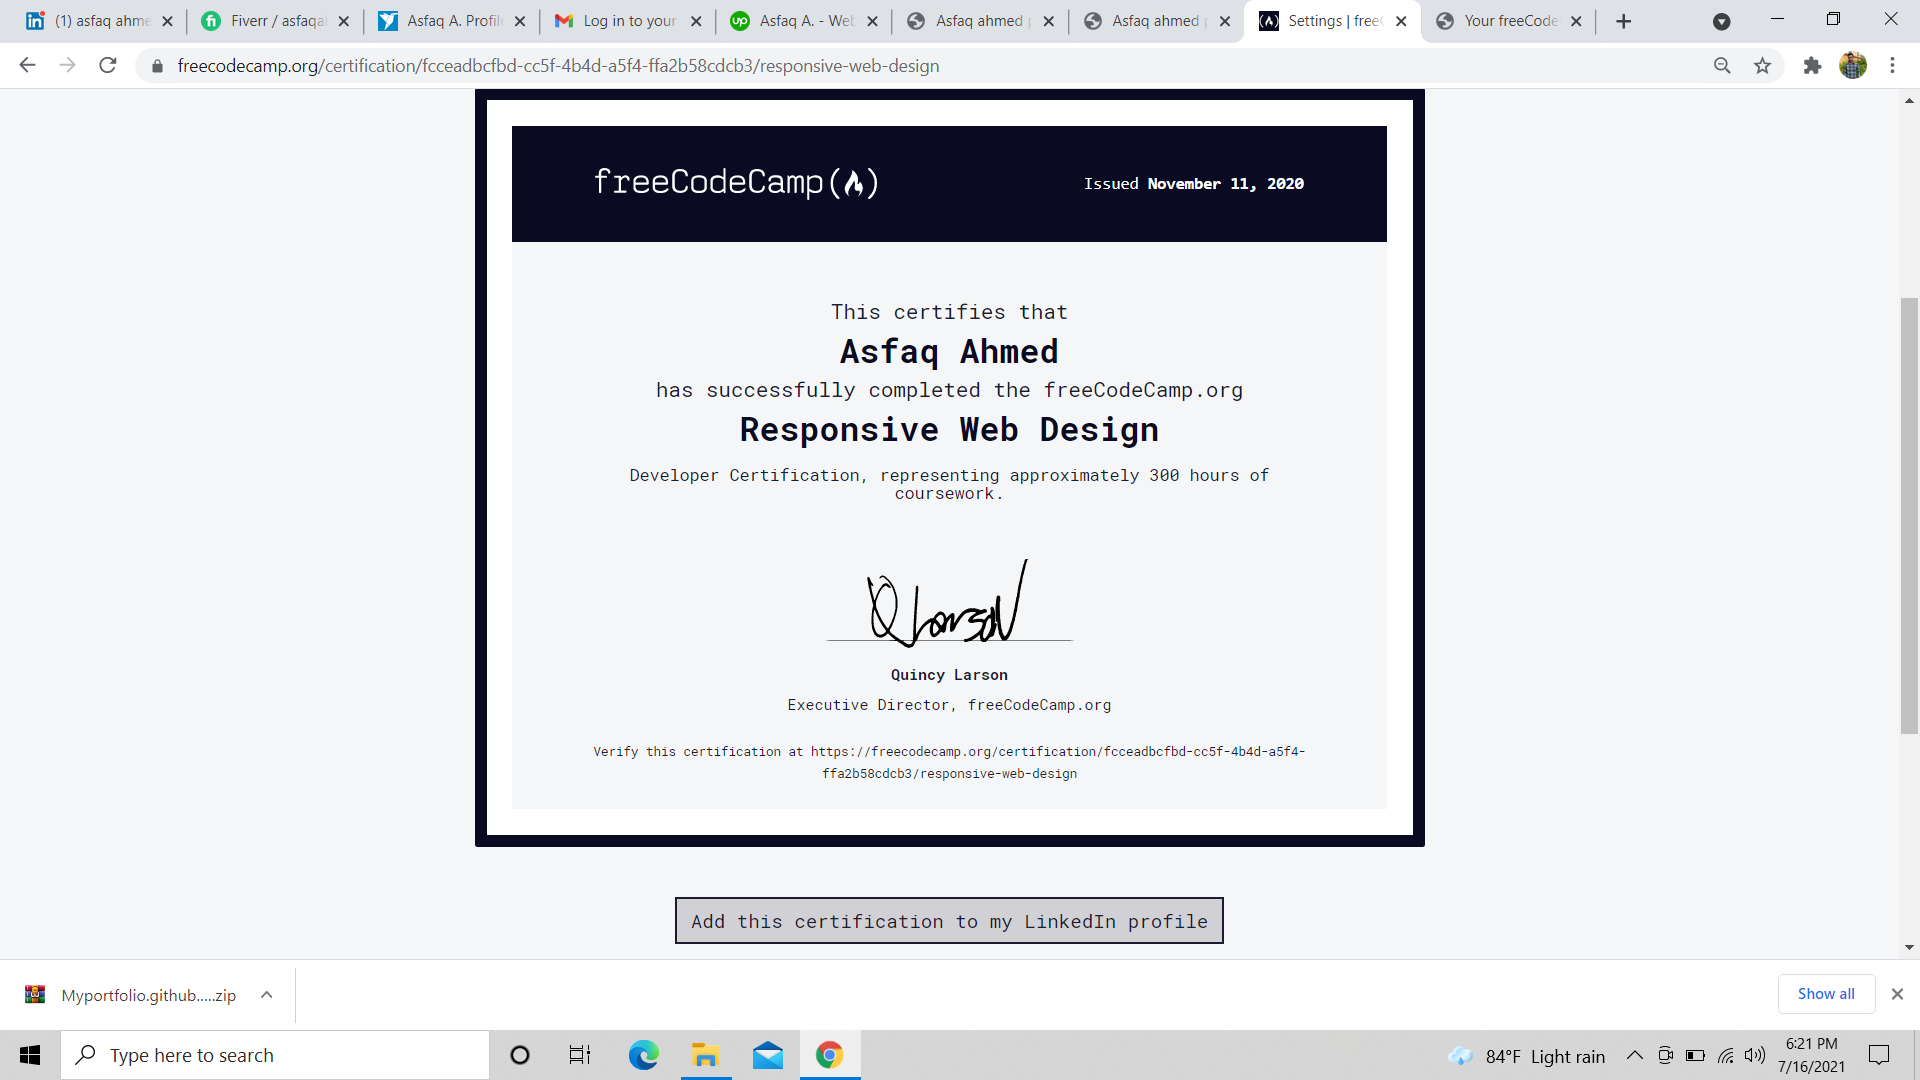 (1) asfaq ahme
Fiverr / asfaqa
Asfaq A. Profile
Log in to your
Asfaq A. - Web
Asfaq ahmed p
Asfaq ahmed p
Settings | freeC
Your freeCode
freecodecamp.org/certification/fcceadbcfbd-cc5f-4b4d-a5f4-ffa2b58cdcb3/responsive-web-design
freeCodeCamp
Issued November 11, 2020
This certifies that
Asfaq Ahmed
has successfully completed the freeCodeCamp.org
Responsive Web Design
Developer Certification, representing approximately 300 hours of
coursework.
QLarson
Quincy Larson
Executive Director, freeCodeCamp.org
Verify this certification at https://freecodecamp.org/certification/fcceadbcfbd-cc5f-4b4d-a5f4-
ffa2b58cdcb3/responsive-web-design
Add this certification to my LinkedIn profile
Myportfolio.github.....zip
Show all
Type here to search
84°F Light rain
6:21 PM
7/16/2021